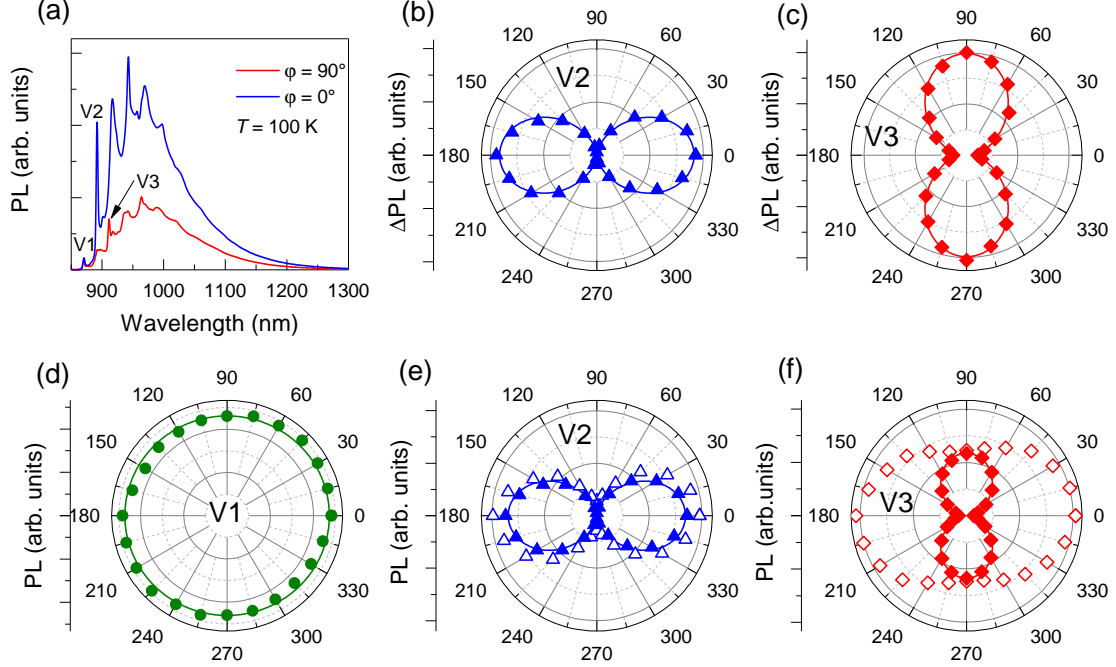 (a)
PL (arb. units)
V1
V2
V3
φ = 90°
φ = 0°
T = 100 K
900
1000
1100
1200
1300
Wavelength (nm)
(b)
ΔPL (arb. units)
V2
0
30
60
90
120
150
180
210
240
270
300
330
(c)
ΔPL (arb. units)
V3
0
30
60
90
120
150
180
210
240
270
300
330
(d)
PL (arb. units)
V1
0
30
60
90
120
150
180
210
240
270
300
330
(e)
PL (arb. units)
V2
0
30
60
90
120
150
180
210
240
270
300
330
(f)
PL (arb.units)
V3
0
30
60
90
120
150
180
210
240
270
300
330